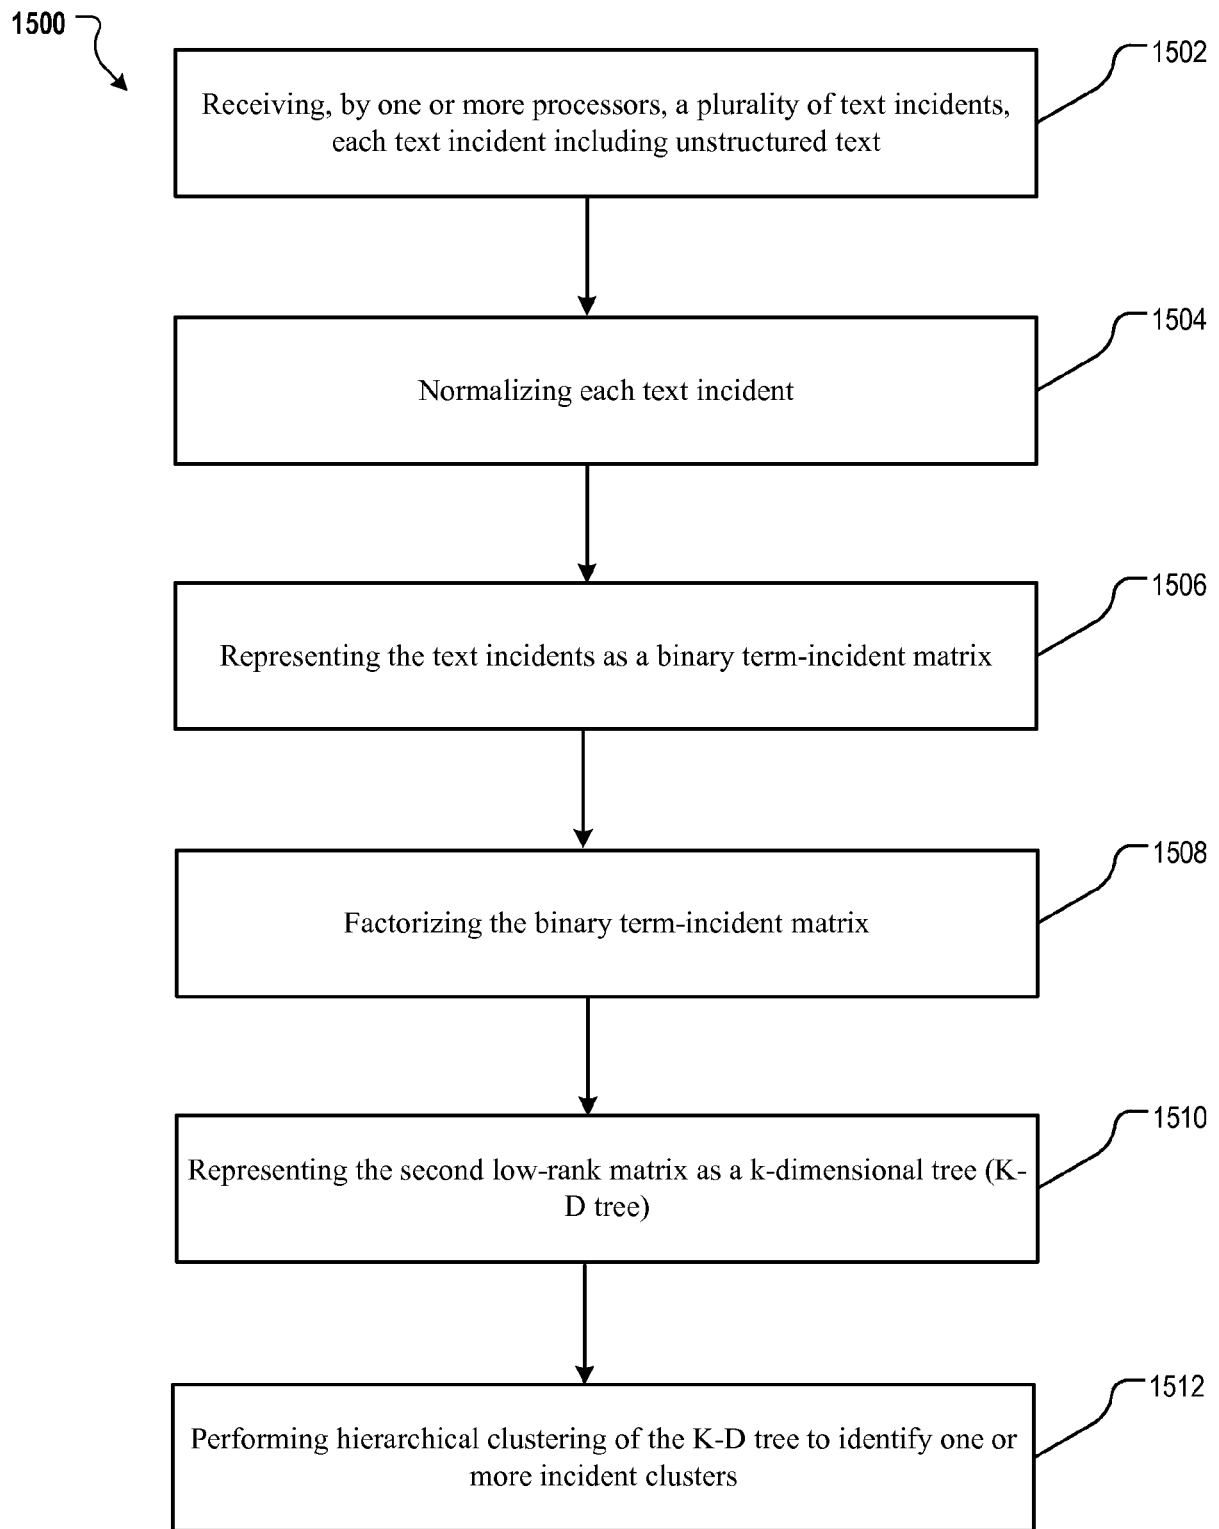 1500
1502
Receiving, by one or more processors, a plurality of text incidents,
each text incident including unstructured text
1504
Normalizing each text incident
1506
Representing the text incidents as a binary term-incident matrix
1508
Factorizing the binary term-incident matrix
1510
Representing the second low-rank matrix as a k-dimensional tree (K-
D tree)
1512
Performing hierarchical clustering of the K-D tree to identify one or
more incident clusters